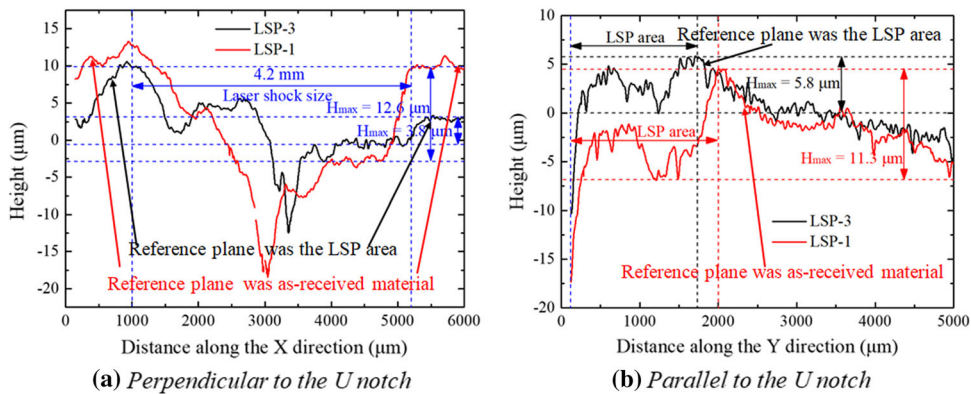 (a)
LSP-3
LSP-1
4.2 mm
Laser shock size
Hmax = 12.6 μm
Hmax = 3.8 μm
Reference plane was the LSP area
Reference plane was as-received material
Height (μm)
15
10
5
0
-5
-10
-15
-20
0 1000 2000 3000 4000 5000 6000
Distance along the X direction (μm)
(a) Perpendicular to the U notch
(b)
LSP area
Reference plane was the LSP area
Hmax = 5.8 μm
LSP area
Hmax = 11.3 μm
LSP-3
LSP-1
Reference plane was as-received material
Height (μm)
10
5
0
-5
-10
-15
-20
0 1000 2000 3000 4000 5000
Distance along the Y direction (μm)
(b) Parallel to the U notch